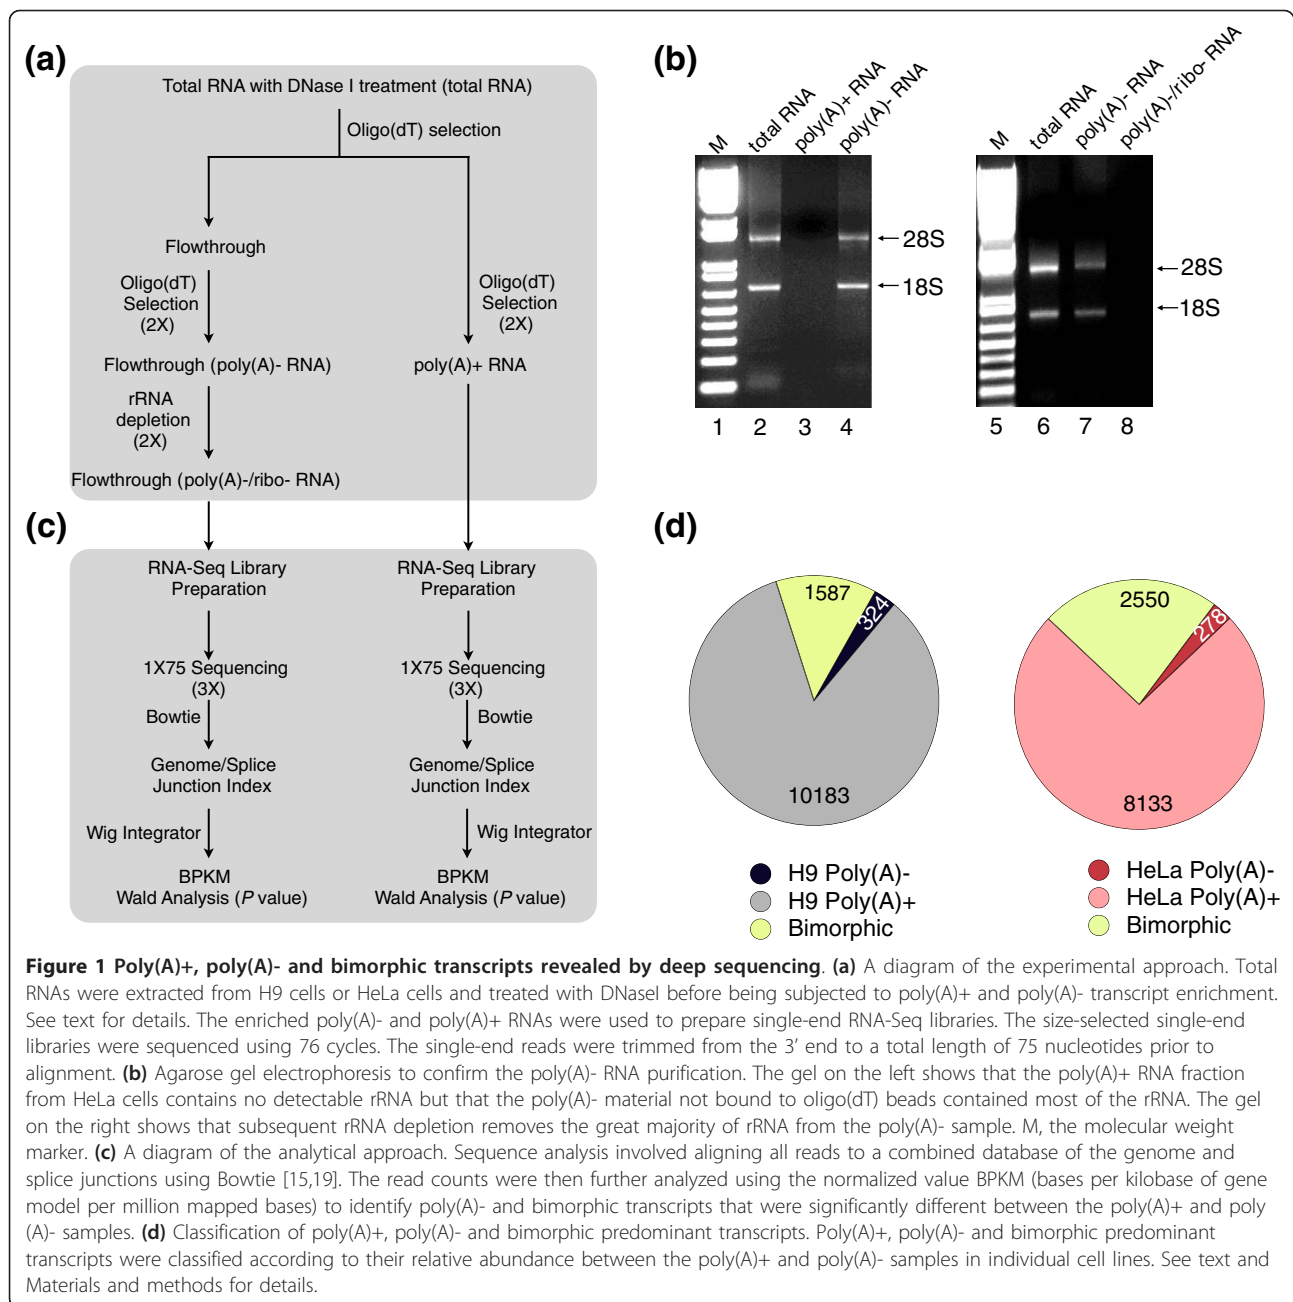 (a)
Total RNA with DNase I treatment (total RNA)
Oligo(dT) selection
Flowthrough
Oligo(dT)
Selection
(2X)
Oligo(dT)
Selection
(2X)
Flowthrough (poly(A)- RNA)
poly(A)+ RNA
rRNA
depletion
(2X)
Flowthrough (poly(A)-/ribo- RNA)
(b)
M
total RNA
poly(A)+ RNA
poly(A)- RNA
28S
18S
1 2 3 4
M
total RNA
poly(A)- RNA
poly(A)-/ribo- RNA
28S
18S
5 6 7 8
(c)
RNA-Seq Library
Preparation
1X75 Sequencing
(3X)
Bowtie
Genome/Splice
Junction Index
Wig Integrator
BPKM
Wald Analysis (P value)
RNA-Seq Library
Preparation
1X75 Sequencing
(3X)
Bowtie
Genome/Splice
Junction Index
Wig Integrator
BPKM
Wald Analysis (P value)
(d)
1587
324
10183
H9 Poly(A)-
H9 Poly(A)+
Bimorphic
2550
278
8133
HeLa Poly(A)-
HeLa Poly(A)+
Bimorphic
Figure 1 Poly(A)+, poly(A)- and bimorphic transcripts revealed by deep sequencing. (a) A diagram of the experimental approach. Total
RNAs were extracted from H9 cells or HeLa cells and treated with DNaseI before being subjected to poly(A)+ and poly(A)- transcript enrichment.
See text for details. The enriched poly(A)- and poly(A)+ RNAs were used to prepare single-end RNA-Seq libraries. The size-selected single-end
libraries were sequenced using 76 cycles. The single-end reads were trimmed from the 3' end to a total length of 75 nucleotides prior to
alignment. (b) Agarose gel electrophoresis to confirm the poly(A)- RNA purification. The gel on the left shows that the poly(A)+ RNA fraction
from HeLa cells contains no detectable rRNA but that the poly(A)- material not bound to oligo(dT) beads contained most of the rRNA. The gel
on the right shows that subsequent rRNA depletion removes the great majority of rRNA from the poly(A)- sample. M, the molecular weight
marker. (c) A diagram of the analytical approach. Sequence analysis involved aligning all reads to a combined database of the genome and
splice junctions using Bowtie [15,19]. The read counts were then further analyzed using the normalized value BPKM (bases per kilobase of gene
model per million mapped bases) to identify poly(A)- and bimorphic transcripts that were significantly different between the poly(A)+ and poly
(A)- samples. (d) Classification of poly(A)+, poly(A)- and bimorphic predominant transcripts. Poly(A)+, poly(A)- and bimorphic predominant
transcripts were classified according to their relative abundance between the poly(A)+ and poly(A)- samples in individual cell lines. See text and
Materials and methods for details.